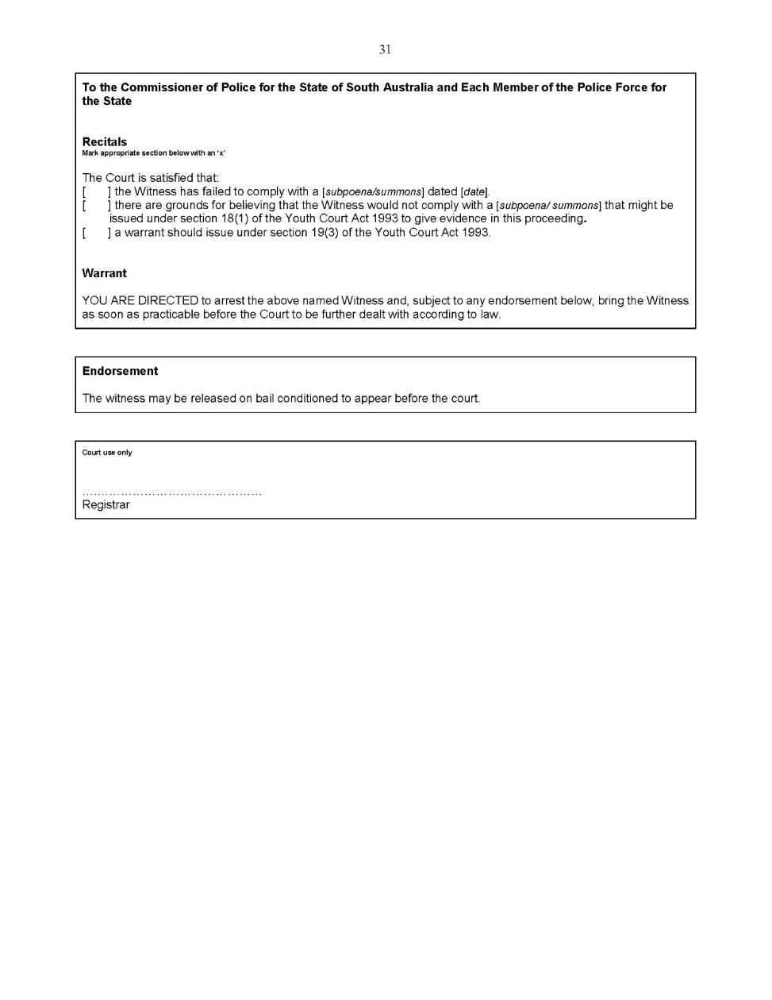 31
To the Commissioner of Police for the State of South Australia and Each Member of the Police Force for
the State
Recitals
Mark appropriate section below with an ‘x’
The Court is satisfied that:
[ ] the Witness has failed to comply with a [subpoena/summons] dated [date].
[ ] there are grounds for believing that the Witness would not comply with a [subpoena/ summons] that might be
issued under section 18(1) of the Youth Court Act 1993 to give evidence in this proceeding.
[ ] a warrant should issue under section 19(3) of the Youth Court Act 1993.
Warrant
YOU ARE DIRECTED to arrest the above named Witness and, subject to any endorsement below, bring the Witness
as soon as practicable before the Court to be further dealt with according to law.
Endorsement
The witness may be released on bail conditioned to appear before the court.
Court use only
……………………………………….
Registrar